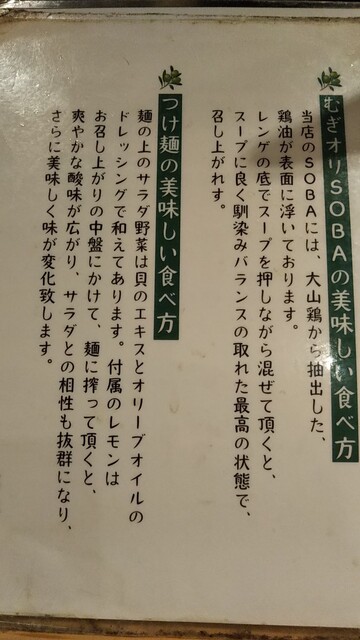 むぎオリSOBAの美味しい食べ方
当店のSOBAには、大山鶏から抽出した、
鶏油が表面に浮いております。
レンゲの底でスープを押しながら混ぜて頂くと、
スープに良く馴染みバランスの取れた最高の状態で、
召し上がれす。
つけ麺の美味しい食べ方
麺の上のサラダ野菜は貝のエキスとオリーブオイルの
ドレッシングで和えてあります。付属のレモンは
お召し上がりの中盤にかけて、麺に搾って頂くと、
爽やかな酸味が広がり、サラダとの相性も抜群になり、
さらに美味しく味が変化致します。